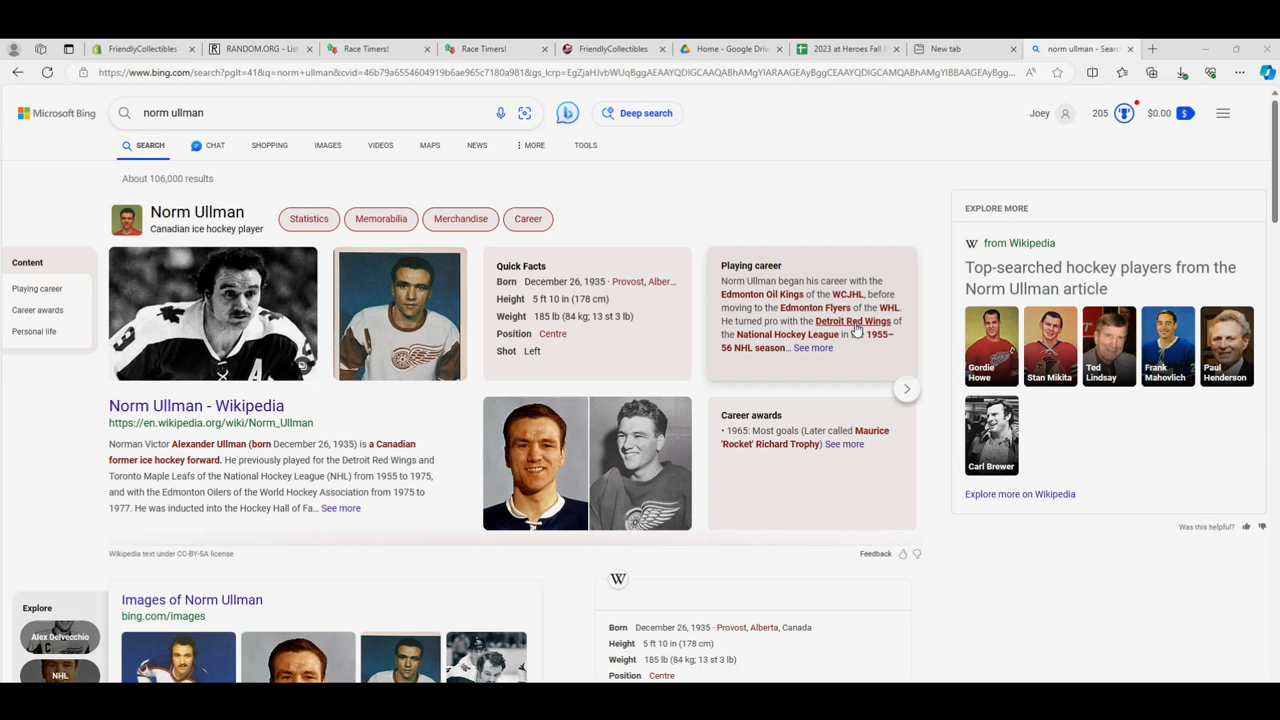 FriendlyCollectibles -
RANDOM.ORG - List
Race Timers!
Race Timers!
FriendlyCollectibles
Home - Google Drive
2023 at Heroes Fall E
New tab
norm ullman - Search
https://www.bing.com/search?pglt=41&q=norm+ullman&cvid=46b79a6554604919b6ae965c7180a981&gs_lcrp=EgZjaHJvbWUqBggAEAAYQDIGCAAQABhAMgYIARAAGEAyBggCEAAYQDIGCAMQABhAMgYIBBAAGEAyBgg...
Microsoft Bing
norm ullman
Deep search
Joey
205
$0.00
SEARCH
CHAT
SHOPPING
IMAGES
VIDEOS
MAPS
NEWS
MORE
TOOLS
About 106,000 results
Norm Ullman
Canadian ice hockey player
Statistics
Memorabilia
Merchandise
Career
Content
Playing career
Career awards
Personal life
Quick Facts
Born December 26, 1935 · Provost, Alber...
Height 5 ft 10 in (178 cm)
Weight 185 lb (84 kg; 13 st 3 lb)
Position Centre
Shot Left
Playing career
Norm Ullman began his career with the
Edmonton Oil Kings of the WCJHL, before
moving to the Edmonton Flyers of the WHL.
He turned pro with the Detroit Red Wings of
the National Hockey League in the 1955–
56 NHL season... See more
Norm Ullman - Wikipedia
https://en.wikipedia.org/wiki/Norm_Ullman
Norman Victor Alexander Ullman (born December 26, 1935) is a Canadian
former ice hockey forward. He previously played for the Detroit Red Wings and
Toronto Maple Leafs of the National Hockey League (NHL) from 1955 to 1975,
and with the Edmonton Oilers of the World Hockey Association from 1975 to
1977. He was inducted into the Hockey Hall of Fa... See more
Career awards
• 1965: Most goals (Later called Maurice
'Rocket' Richard Trophy) See more
Wikipedia text under CC-BY-SA license
Feedback
EXPLORE MORE
W from Wikipedia
Top-searched hockey players from the
Norm Ullman article
Gordie Howe
Stan Mikita
Ted Lindsay
Frank Mahovlich
Paul Henderson
Carl Brewer
Explore more on Wikipedia
Was this helpful?
Explore
Alex Delvecchio
NHL
Images of Norm Ullman
bing.com/images
W
Born December 26, 1935 · Provost, Alberta, Canada
Height 5 ft 10 in (178 cm)
Weight 185 lb (84 kg; 13 st 3 lb)
Position Centre